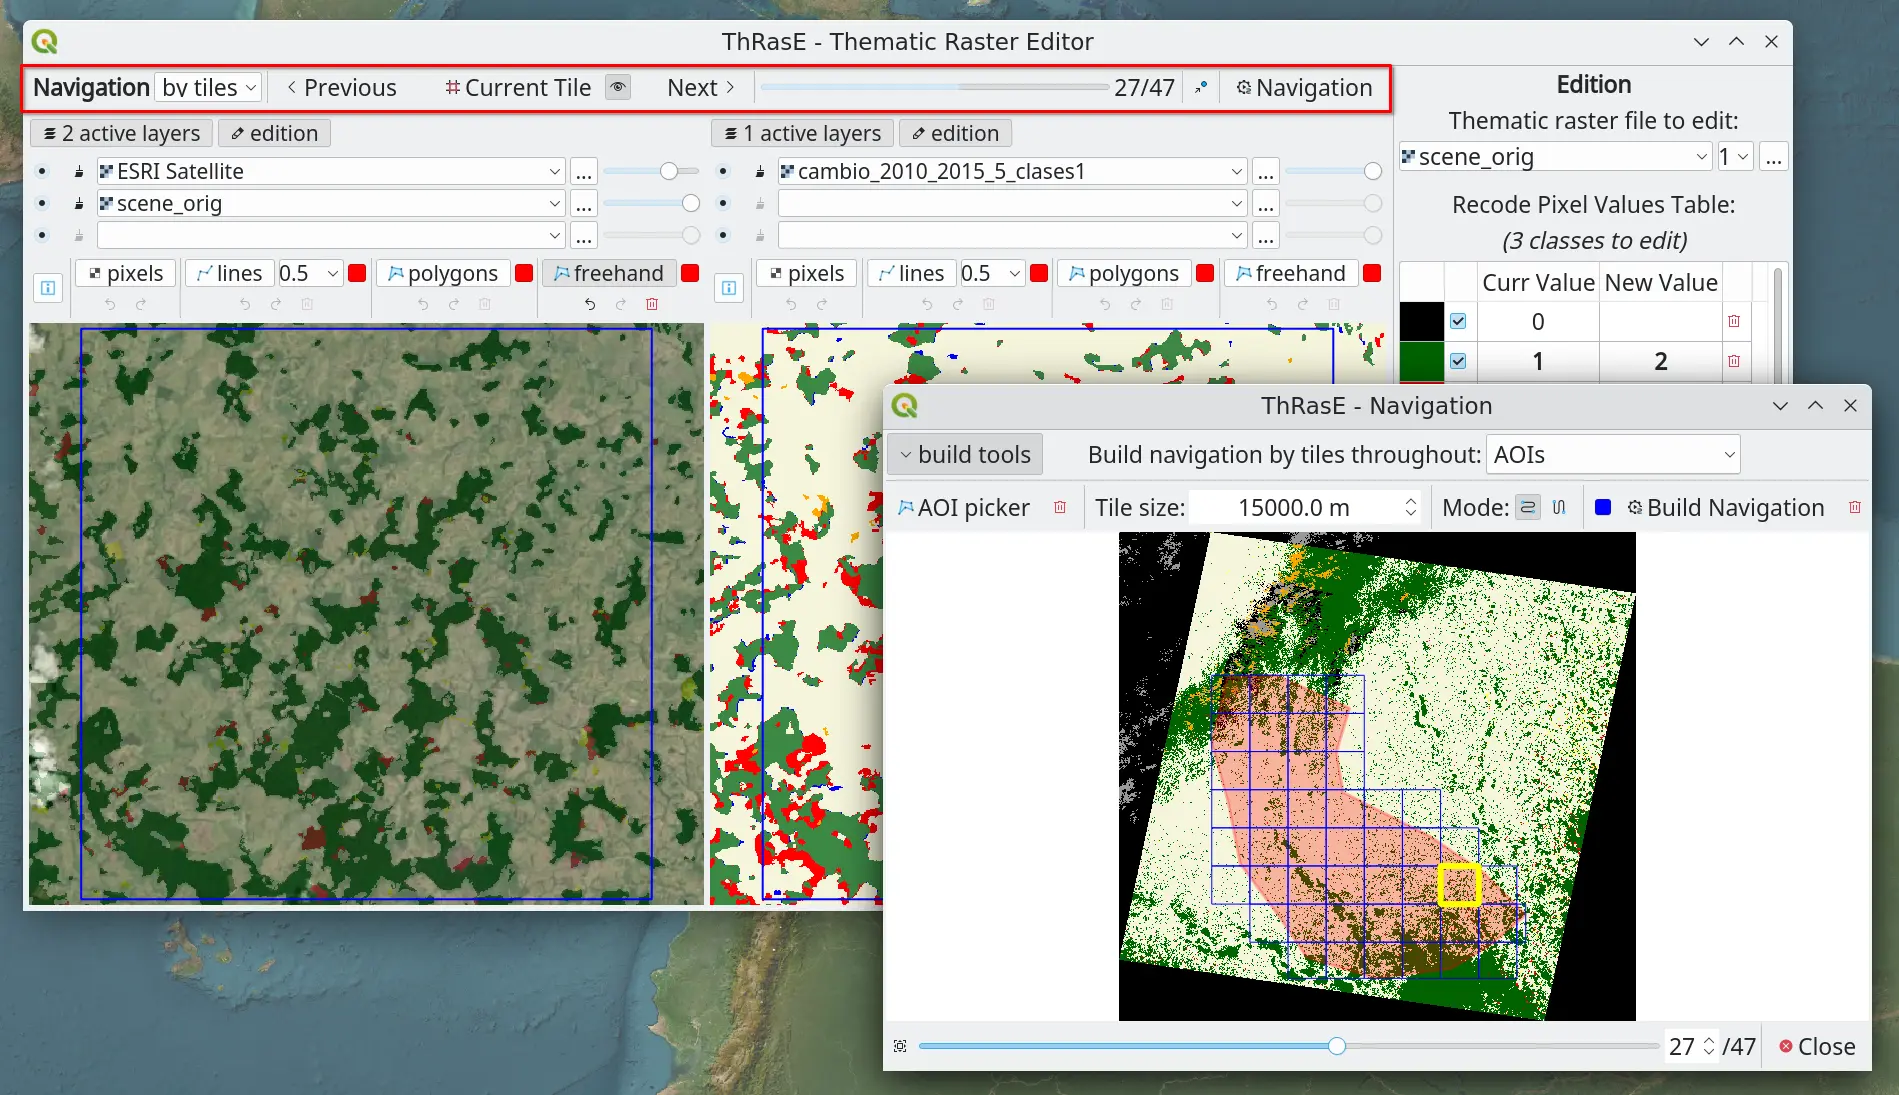 ThRasE - Thematic Raster Editor
Navigation by tiles Previous Current Tile Next 27/47 Navigation
Edition
Thematic raster file to edit:
scene_orig 1 ...
Recode Pixel Values Table:
(3 classes to edit)
Curr Value New Value
0
1 2
2 active layers edition
ESRI Satellite ...
scene_orig ...
...
pixels lines 0.5 polygons freehand
1 active layers edition
cambio_2010_2015_5_clases1 ...
...
...
pixels lines 0.5 polygons freehand
ThRasE - Navigation
build tools Build navigation by tiles throughout: AOIs
AOI picker Tile size: 15000.0 m Mode: Build Navigation
27 /47 Close